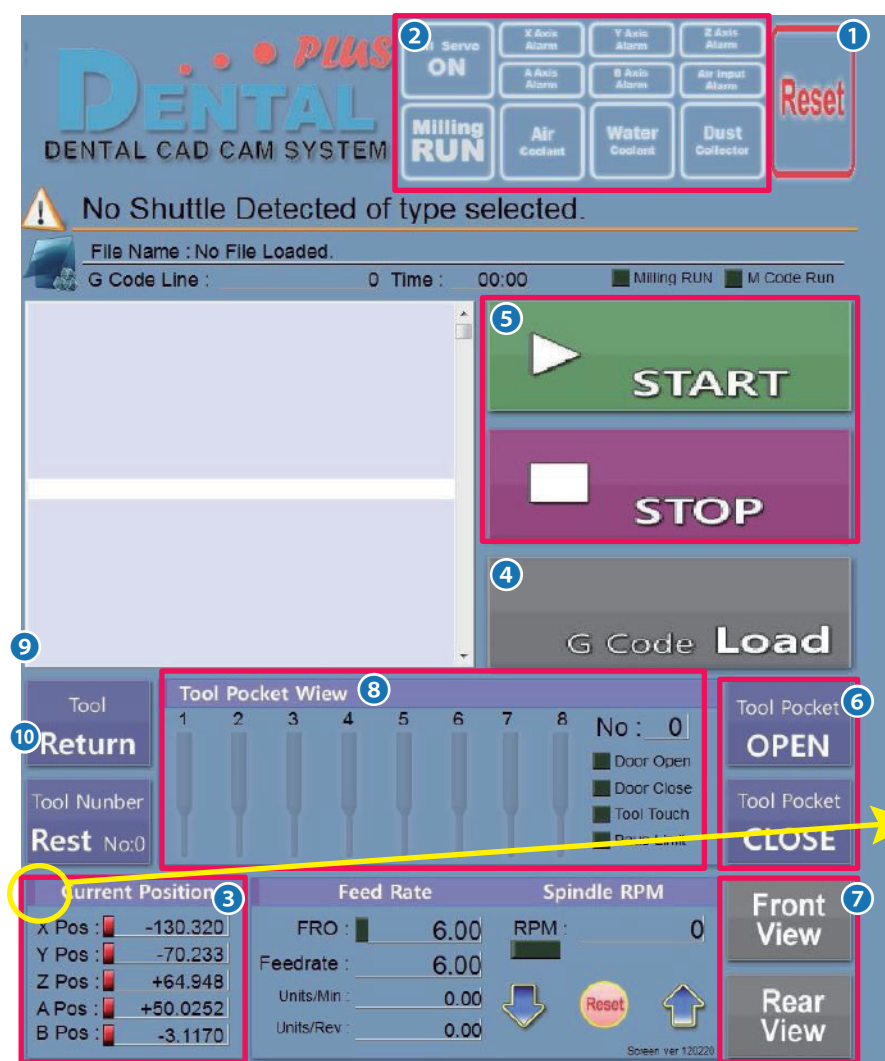 PLUS
DENTAL
DENTAL CAD CAM SYSTEM
2
Servo
ON
X Axis
Alarm
Y Axis
Alarm
Z Axis
Alarm
A Axis
Alarm
B Axis
Alarm
Air Input
Alarm
Milling
RUN
Air
Coolant
Water
Coolant
Dust
Collector
1
Reset
No Shuttle Detected of type selected.
File Name : No File Loaded.
G Code Line : 0 Time : 00:00 Milling RUN M Code Run
5
START
STOP
4
G Code Load
9
Tool
Return
10
Tool Nunber
Rest No:0
Tool Pocket Wiew 8
1 2 3 4 5 6 7 8
No : 0
Door Open
Door Close
Tool Touch
Limit
6
Tool Pocket
OPEN
Tool Pocket
CLOSE
Current Position 3
X Pos : -130.320
Y Pos : -70.233
Z Pos : +64.948
A Pos : +50.0252
B Pos : -3.1170
Feed Rate
FRO : 6.00
Feedrate : 6.00
Units/Min : 0.00
Units/Rev : 0.00
Spindle RPM
RPM : 0
Reset
Screen ver 120220
7
Front
View
Rear
View